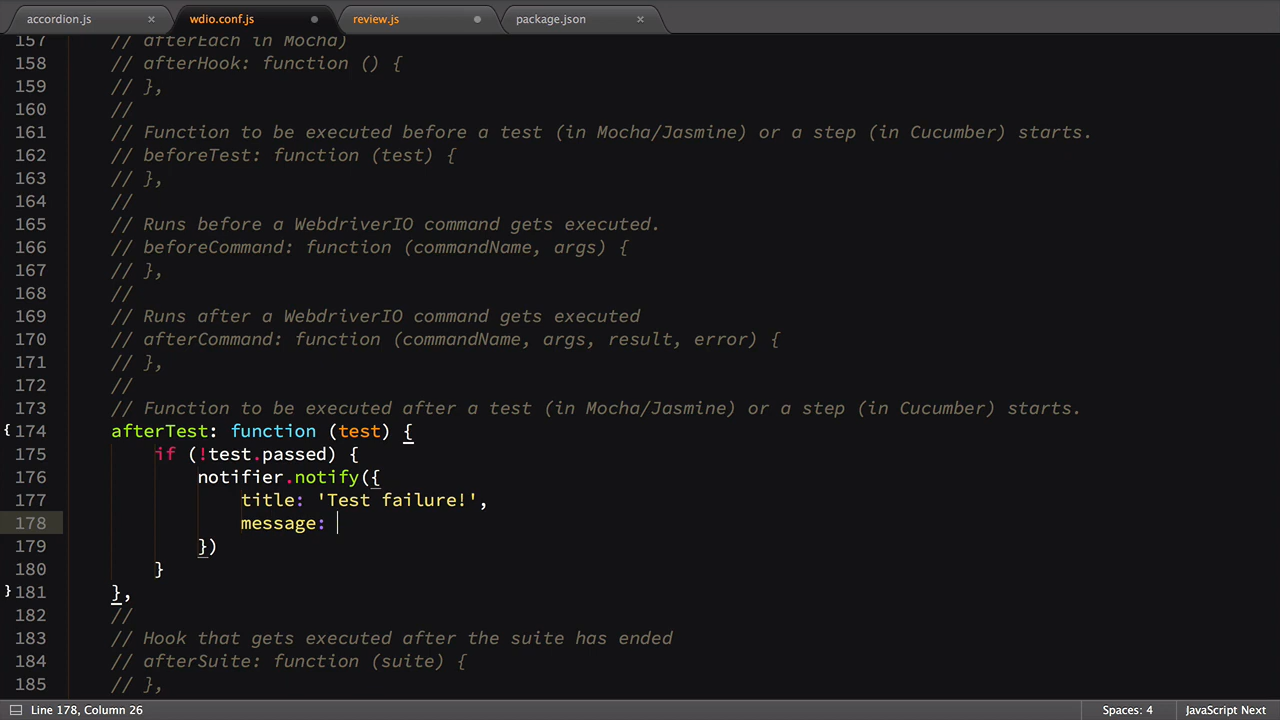 accordion.js × wdio.conf.js review.js package.json ×
157 // afterEach in Mocha)
158 // afterHook: function () {
159 // },
160 //
161 // Function to be executed before a test (in Mocha/Jasmine) or a step (in Cucumber) starts.
162 // beforeTest: function (test) {
163 // },
164 //
165 // Runs before a WebdriverIO command gets executed.
166 // beforeCommand: function (commandName, args) {
167 // },
168 //
169 // Runs after a WebdriverIO command gets executed
170 // afterCommand: function (commandName, args, result, error) {
171 // },
172 //
173 // Function to be executed after a test (in Mocha/Jasmine) or a step (in Cucumber) starts.
{174 afterTest: function (test) {
175 if (!test.passed) {
176 notifier.notify({
177 title: 'Test failure!',
178 message:
179 })
180 }
}181 },
182 //
183 // Hook that gets executed after the suite has ended
184 // afterSuite: function (suite) {
185 // },
Line 178, Column 26 Spaces: 4 JavaScript Next